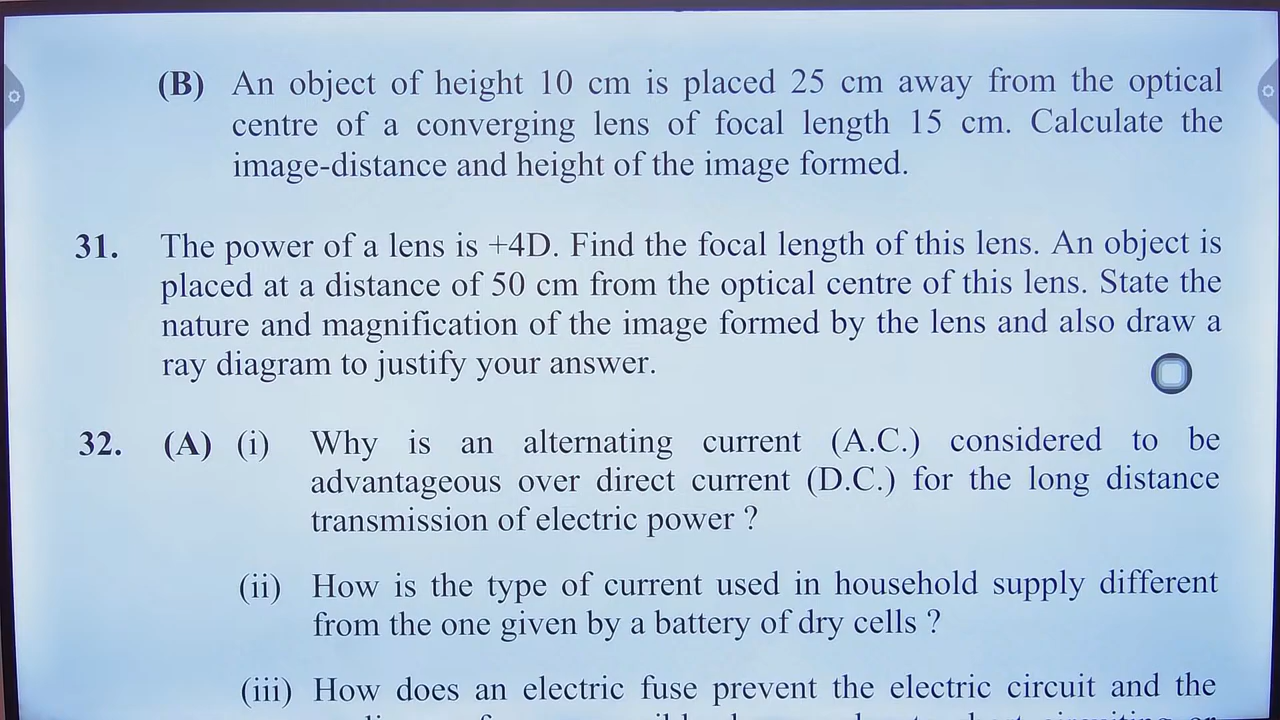 (B) An object of height 10 cm is placed 25 cm away from the optical
centre of a converging lens of focal length 15 cm. Calculate the
image-distance and height of the image formed.
31. The power of a lens is +4D. Find the focal length of this lens. An object is
placed at a distance of 50 cm from the optical centre of this lens. State the
nature and magnification of the image formed by the lens and also draw a
ray diagram to justify your answer.
32. (A) (i) Why is an alternating current (A.C.) considered to be
advantageous over direct current (D.C.) for the long distance
transmission of electric power ?
(ii) How is the type of current used in household supply different
from the one given by a battery of dry cells ?
(iii) How does an electric fuse prevent the electric circuit and the